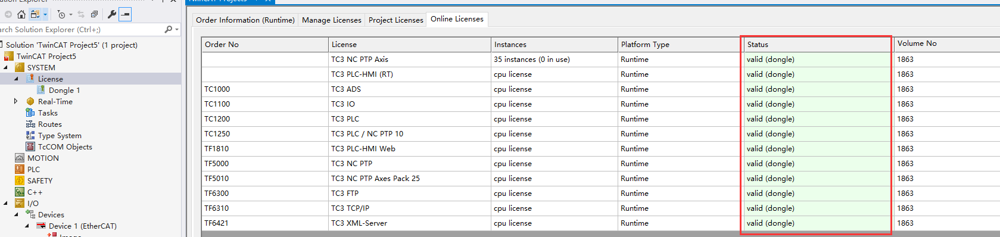 Solution Explorer
TwinCAT Project5
Search Solution Explorer (Ctrl+;)
Solution 'TwinCAT Project5' (1 project)
TwinCAT Project5
SYSTEM
License
Dongle 1
Real-Time
Tasks
Routes
Type System
TcCOM Objects
MOTION
PLC
SAFETY
C++
I/O
Devices
Device 1 (EtherCAT)
Image
Order Information (Runtime) Manage Licenses Project Licenses Online Licenses
Order No License Instances Platform Type Status Volume No
TC3 NC PTP Axis 35 instances (0 in use) Runtime valid (dongle) 1863
TC3 PLC-HMI (RT) cpu license Runtime valid (dongle) 1863
TC1000 TC3 ADS cpu license Runtime valid (dongle) 1863
TC1100 TC3 IO cpu license Runtime valid (dongle) 1863
TC1200 TC3 PLC cpu license Runtime valid (dongle) 1863
TC1250 TC3 PLC / NC PTP 10 cpu license Runtime valid (dongle) 1863
TF1810 TC3 PLC-HMI Web cpu license Runtime valid (dongle) 1863
TF5000 TC3 NC PTP cpu license Runtime valid (dongle) 1863
TF5010 TC3 NC PTP Axes Pack 25 cpu license Runtime valid (dongle) 1863
TF6300 TC3 FTP cpu license Runtime valid (dongle) 1863
TF6310 TC3 TCP/IP cpu license Runtime valid (dongle) 1863
TF6421 TC3 XML-Server cpu license Runtime valid (dongle) 1863